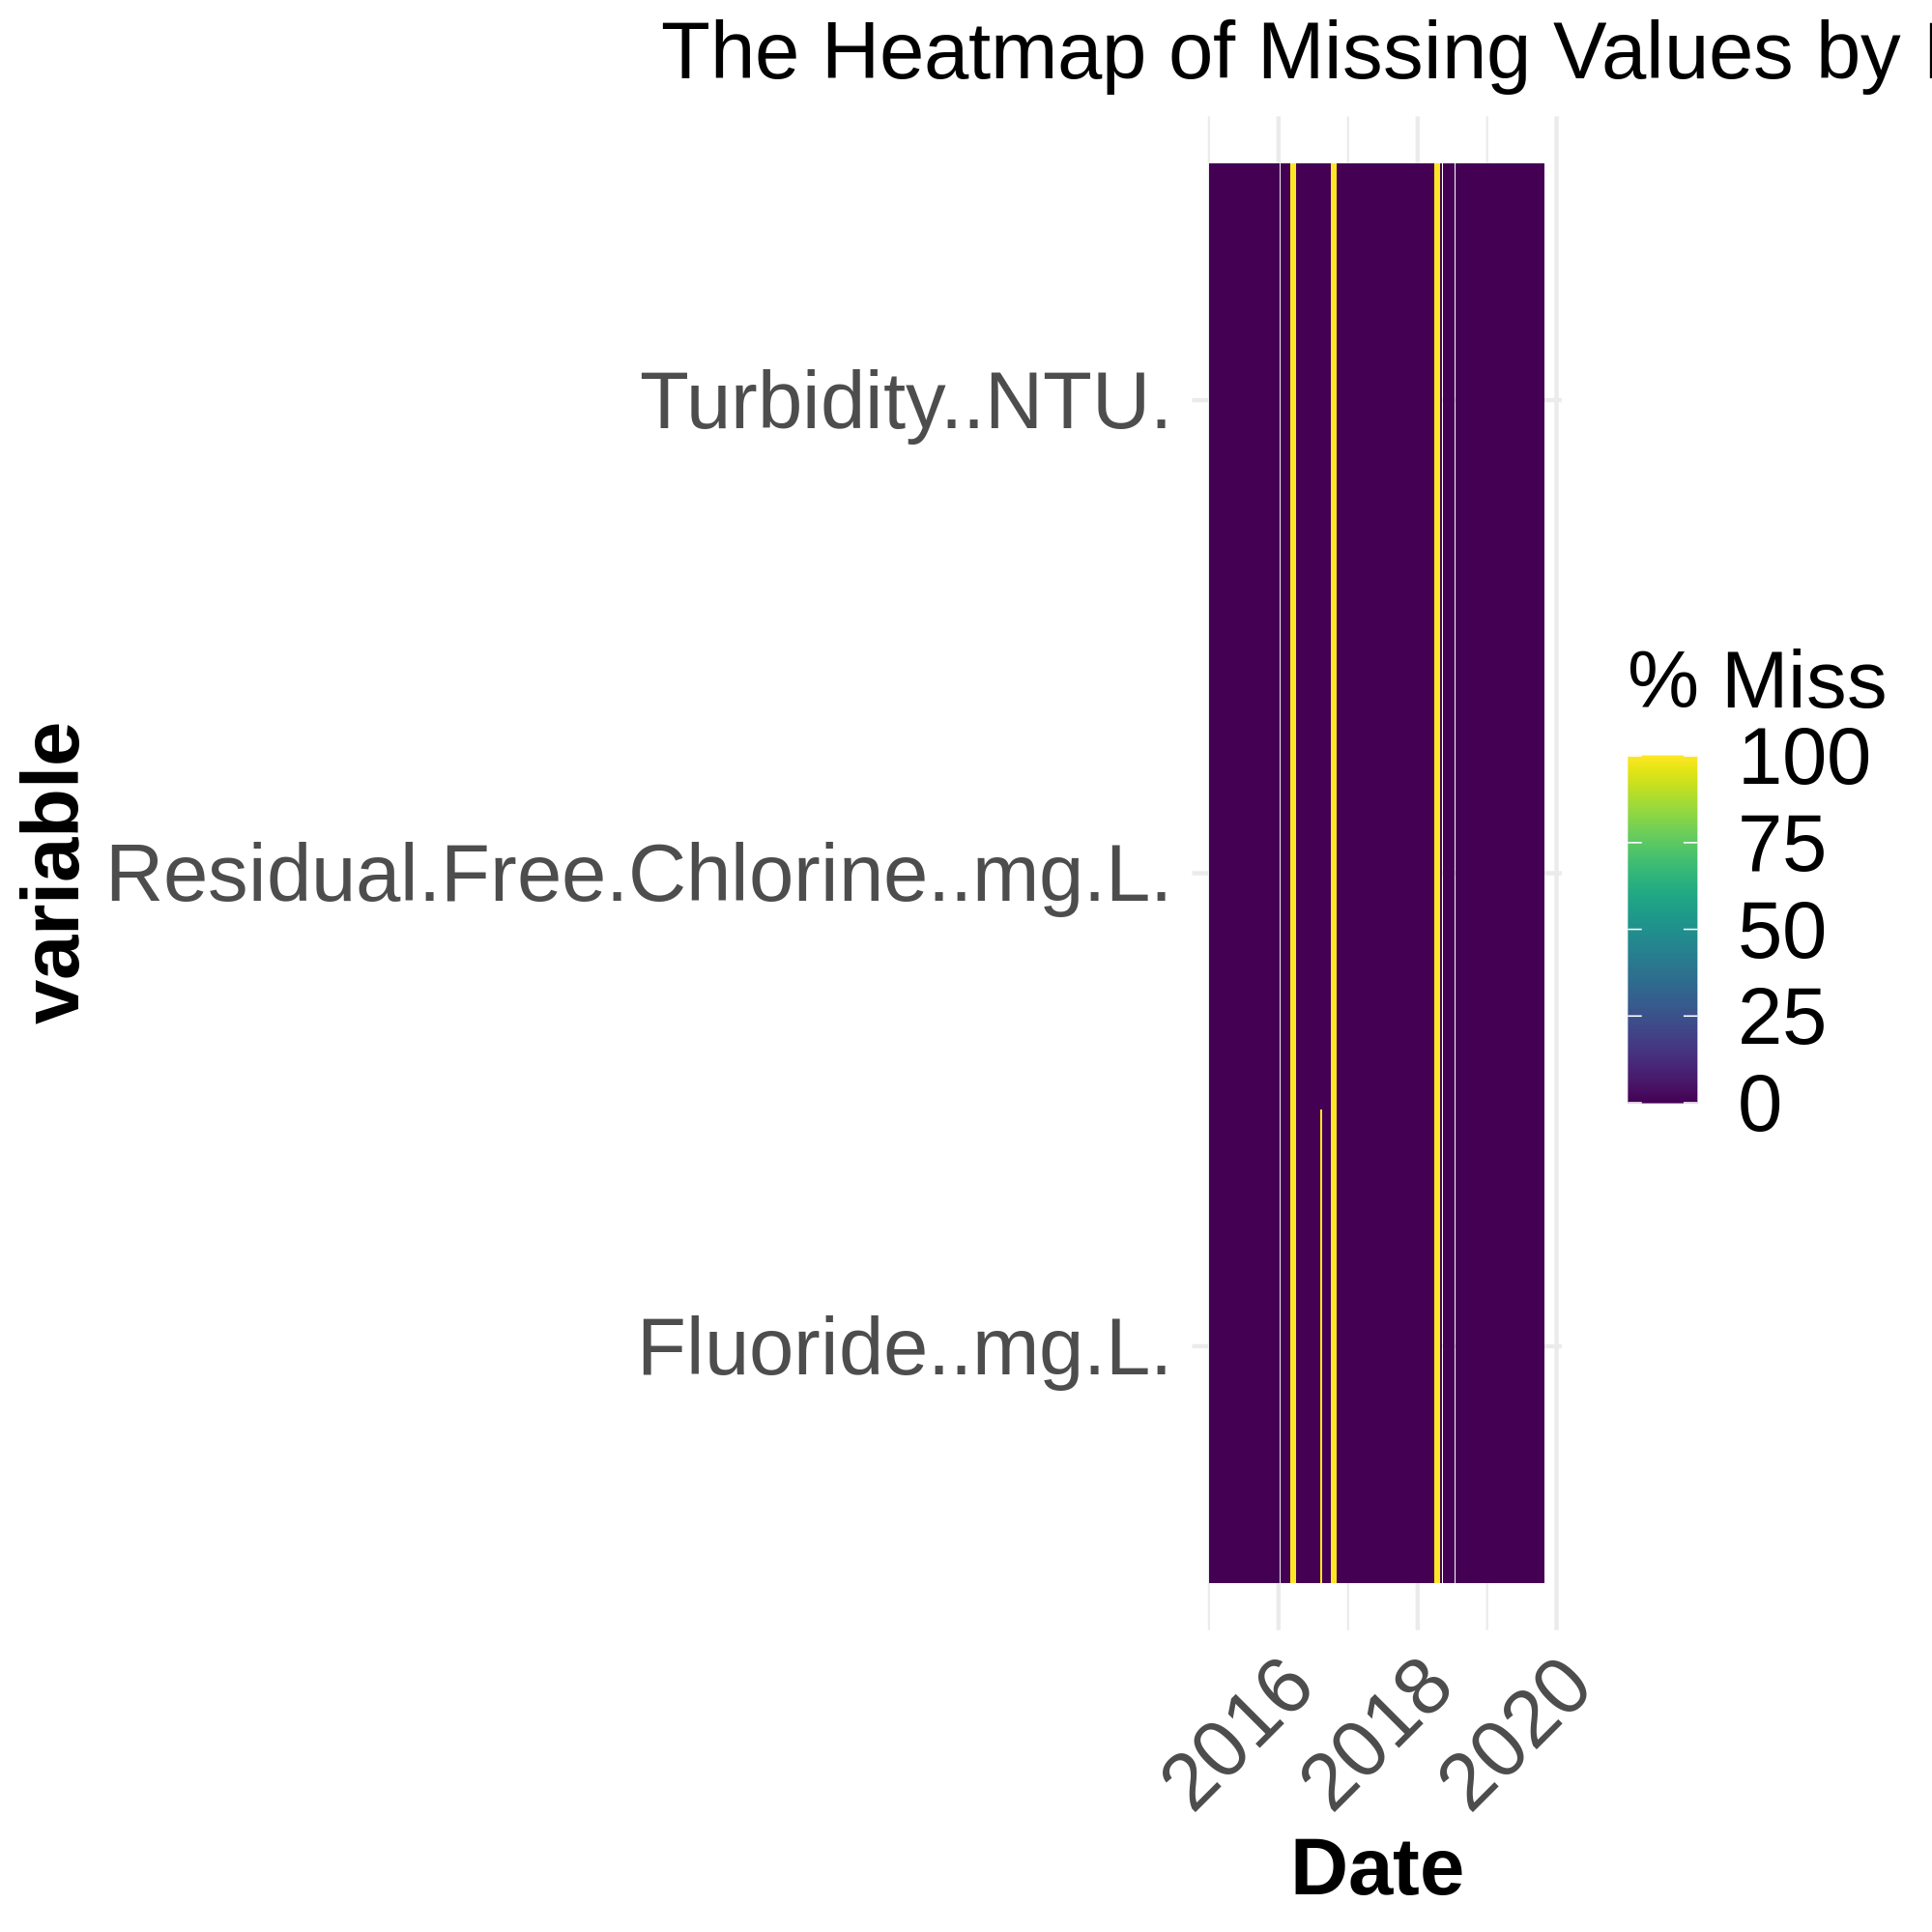 The Heatmap of Missing Values by
Turbidity..NTU.
Residual.Free.Chlorine..mg.L.
Fluoride..mg.L.
variable
% Miss
100
75
50
25
0
2016
2018
2020
Date